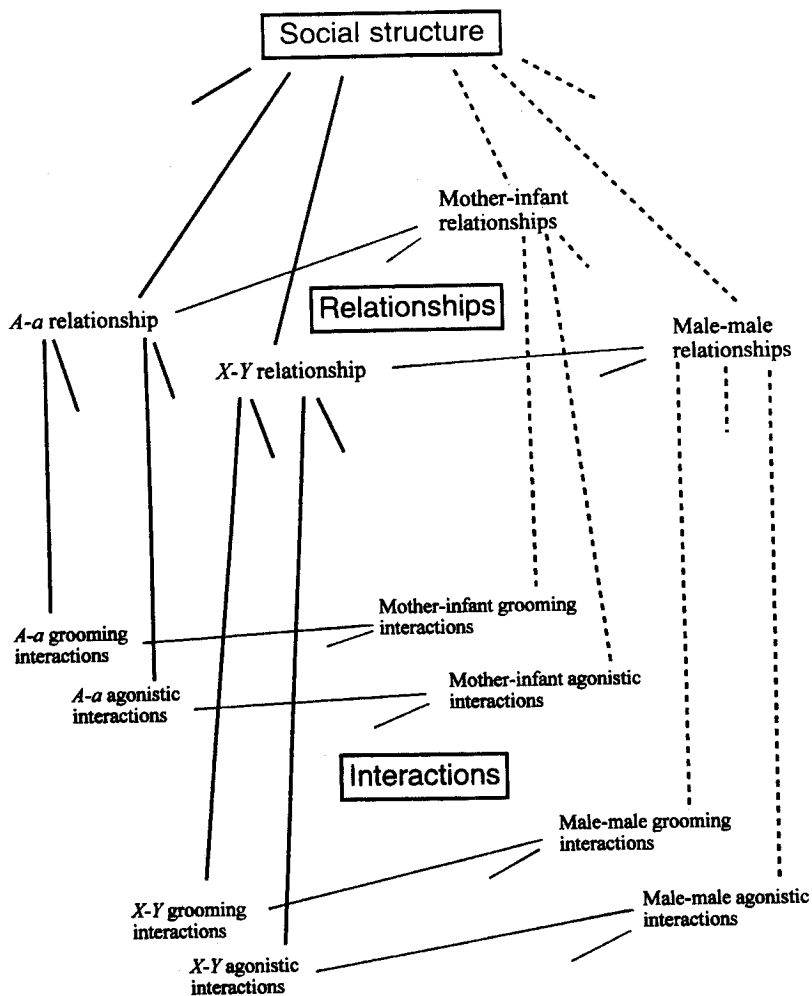 Social structure
Mother-infant
relationships
Relationships
A-a relationship
Male-male
relationships
X-Y relationship
Mother-infant grooming
interactions
A-a grooming
interactions
Mother-infant agonistic
interactions
A-a agonistic
interactions
Interactions
Male-male grooming
interactions
Male-male agonistic
interactions
X-Y grooming
interactions
X-Y agonistic
interactions